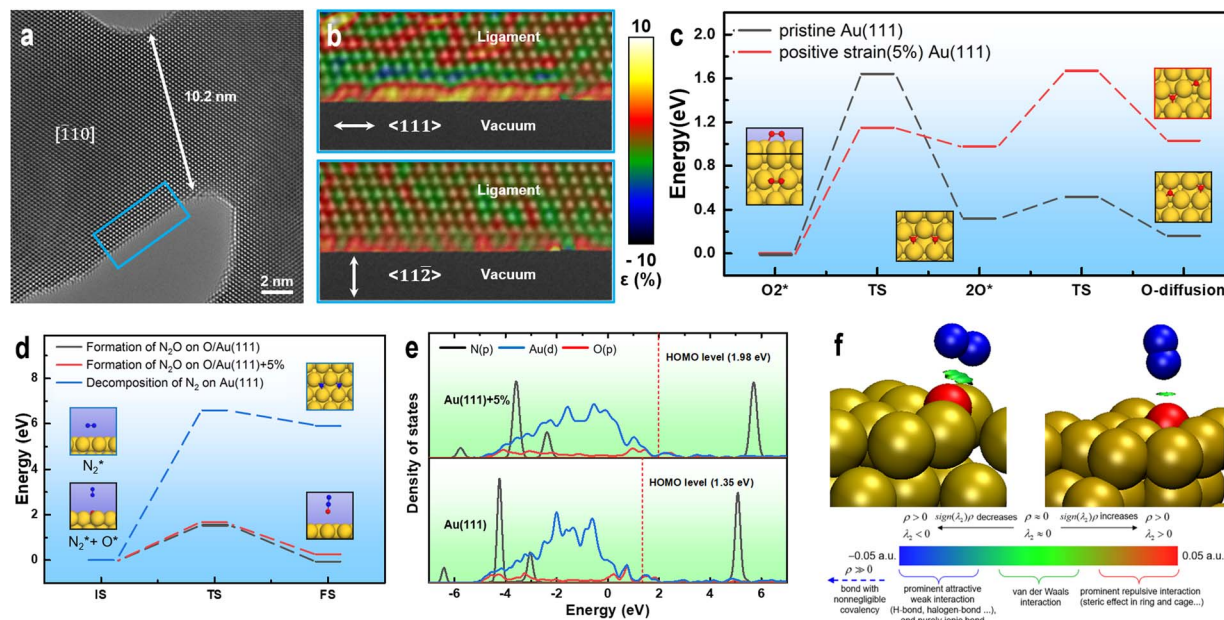 a
10.2 nm
[1̄10]
2 nm
b
Ligament
<111>
Vacuum
Ligament
<112̄>
Vacuum
10
- 10
ε (%)
c
pristine Au(111)
positive strain(5%) Au(111)
Energy(eV)
2.0
1.6
1.2
0.8
0.4
0.0
O2*
TS
2O*
TS
O-diffusion
d
Formation of N₂O on O/Au(111)
Formation of N₂O on O/Au(111)+5%
Decomposition of N₂ on Au(111)
Energy (eV)
8
6
4
2
0
N₂*
N₂*+ O*
IS
TS
FS
e
N(p)
Au(d)
O(p)
HOMO level (1.98 eV)
Au(111)+5%
Density of states
HOMO level (1.35 eV)
Au(111)
-6
-4
-2
0
2
4
6
Energy (eV)
f
ρ > 0 sign(λ₂)ρ decreases ρ ≈ 0 sign(λ₂)ρ increases ρ > 0
λ₂ < 0 λ₂ ≈ 0 λ₂ > 0
−0.05 a.u.
0.05 a.u.
ρ ≫ 0
bond with
nonnegligible
covalency
prominent attractive
weak interaction
(H-bond, halogen-bond ...),
van der Waals
interaction
prominent repulsive interaction
(steric effect in ring and cage...)